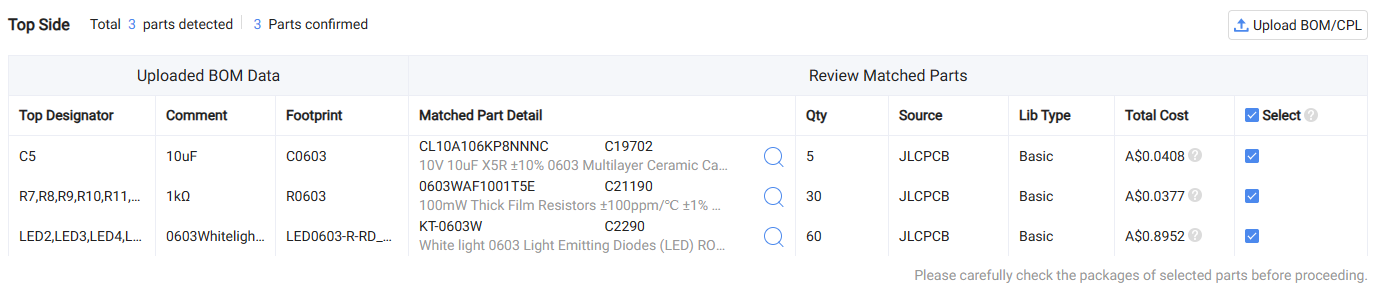 Top Side Total 3 parts detected 3 Parts confirmed Upload BOM/CPL
Uploaded BOM Data Review Matched Parts
Top Designator Comment Footprint Matched Part Detail Qty Source Lib Type Total Cost Select ?
C5 10uF C0603 CL10A106KP8NNNC C19702 5 JLCPCB Basic A$0.0408 ?
10V 10uF X5R ±10% 0603 Multilayer Ceramic Ca...
R7,R8,R9,R10,R11,... 1kΩ R0603 0603WAF1001T5E C21190 30 JLCPCB Basic A$0.0377 ?
100mW Thick Film Resistors ±100ppm/℃ ±1% ...
LED2,LED3,LED4,L... 0603Whiteligh... LED0603-R-RD_... KT-0603W C2290 60 JLCPCB Basic A$0.8952 ?
White light 0603 Light Emitting Diodes (LED) RO...
Please carefully check the packages of selected parts before proceeding.